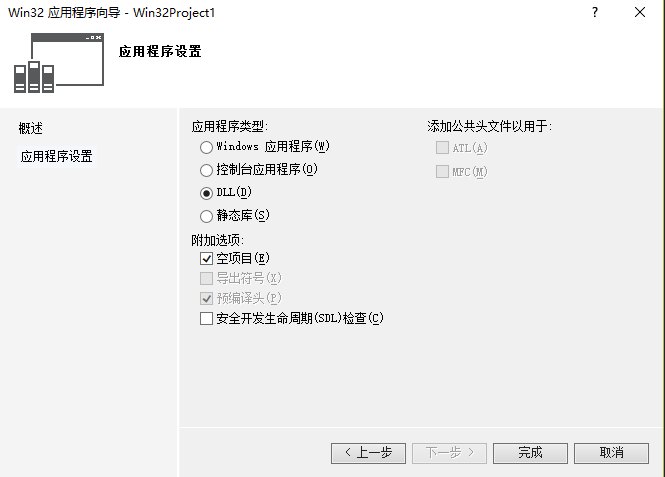 Win32 应用程序向导 - Win32Project1
应用程序设置
概述
应用程序设置
应用程序类型:
Windows 应用程序(W)
控制台应用程序(O)
DLL(D)
静态库(S)
附加选项:
空项目(E)
导出符号(X)
预编译头(P)
安全开发生命周期(SDL)检查(C)
添加公共头文件以用于:
ATL(A)
MFC(M)
< 上一步
下一步 >
完成
取消